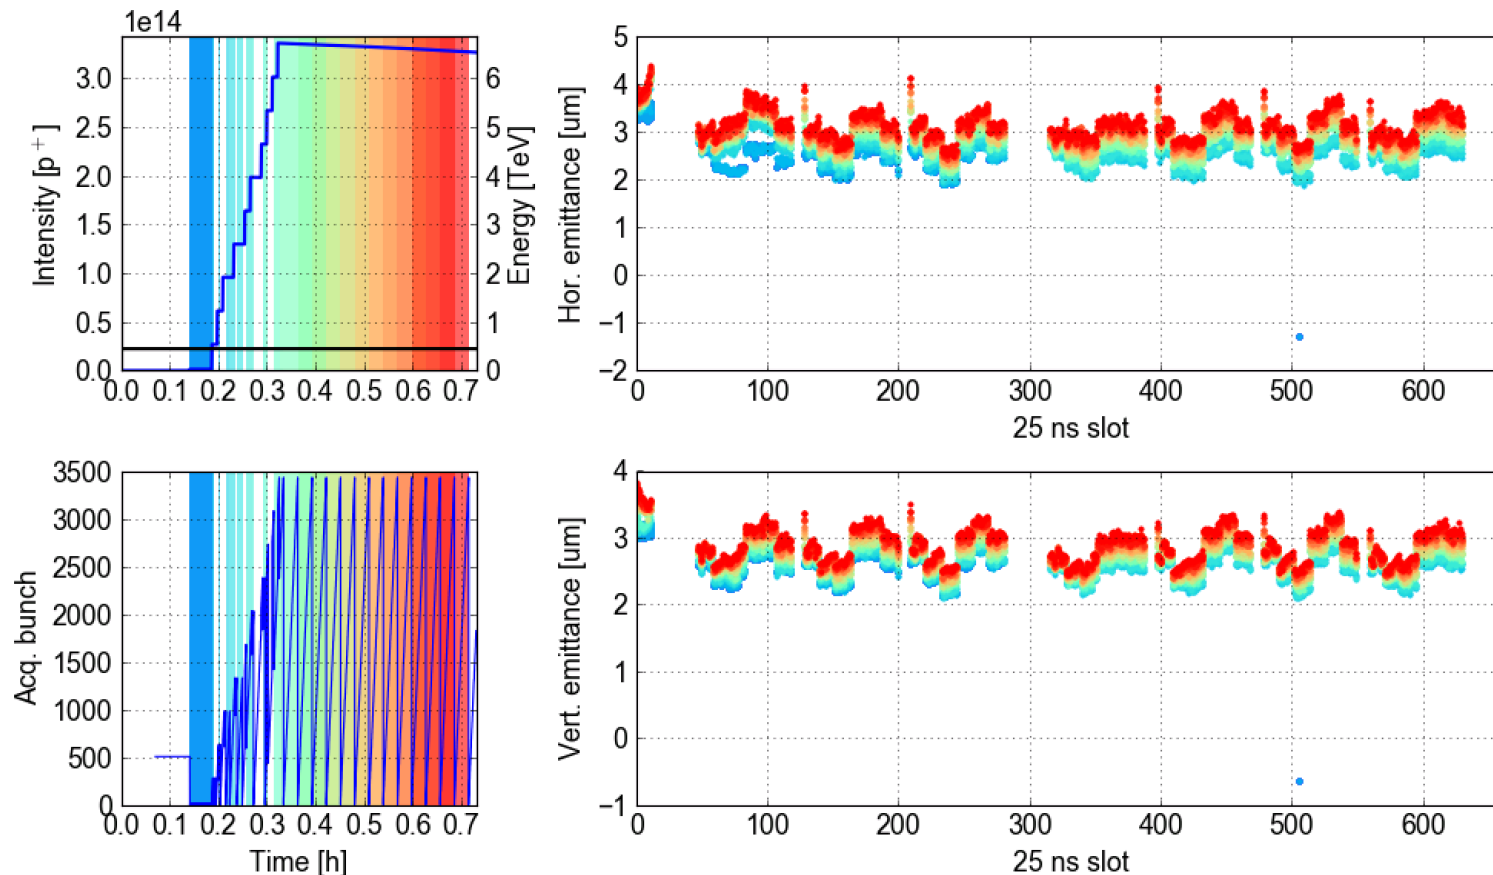 1e14
3.0
2.5
2.0
1.5
1.0
0.5
0.0
Intensity [p⁺]
6
5
4
3
2
1
0
Energy [TeV]
0.0 0.1 0.2 0.3 0.4 0.5 0.6 0.7
5
4
3
2
1
0
−1
−2
Hor. emittance [um]
0 100 200 300 400 500 600
25 ns slot
3500
3000
2500
2000
1500
1000
500
0
Acq. bunch
0.0 0.1 0.2 0.3 0.4 0.5 0.6 0.7
Time [h]
4
3
2
1
0
−1
Vert. emittance [um]
0 100 200 300 400 500 600
25 ns slot